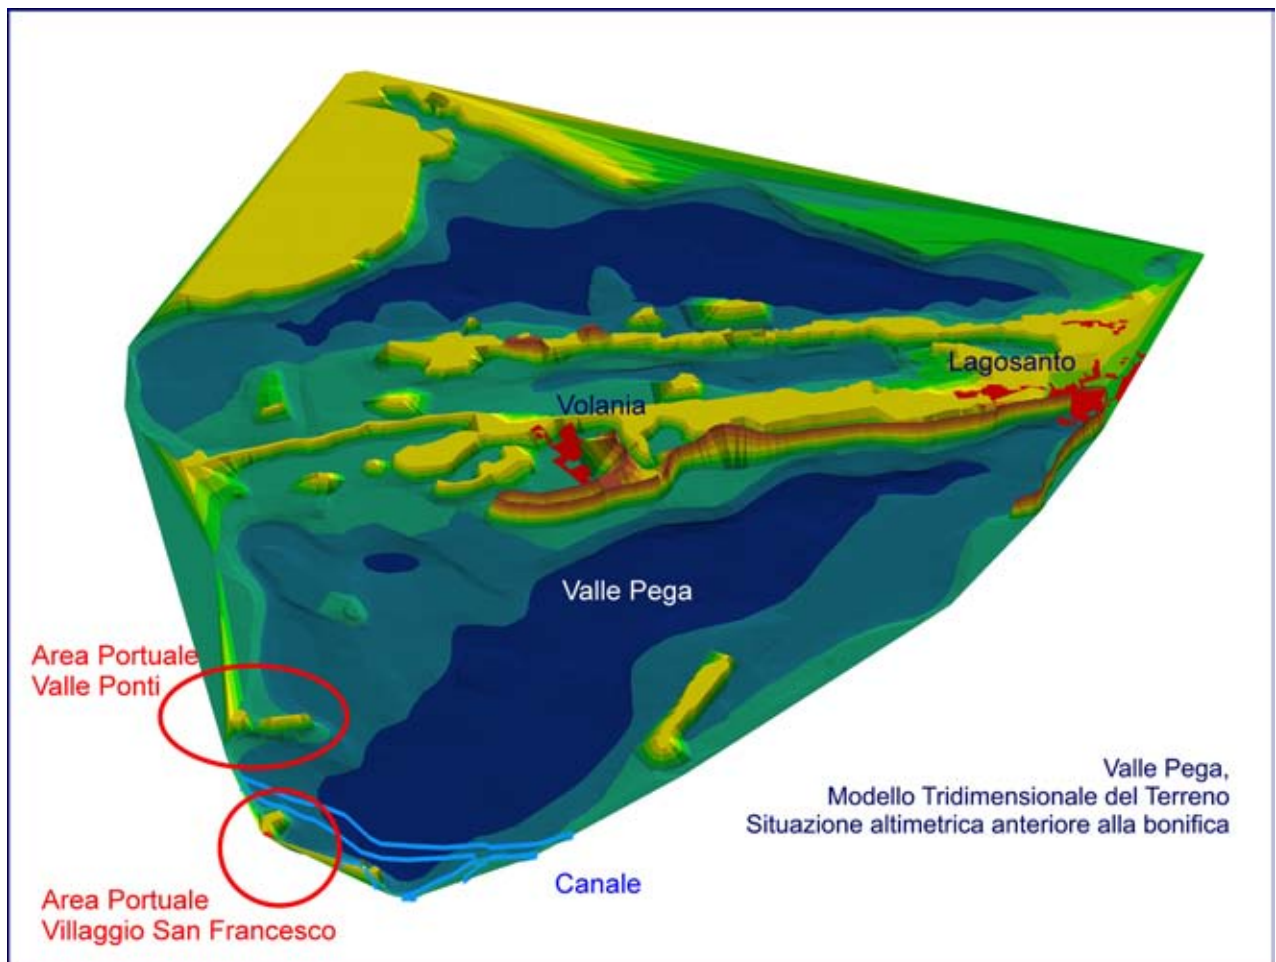 Lagosanto
Volania
Valle Pega
Area Portuale
Valle Ponti
Valle Pega,
Modello Tridimensionale del Terreno
Situazione altimetrica anteriore alla bonifica
Canale
Area Portuale
Villaggio San Francesco